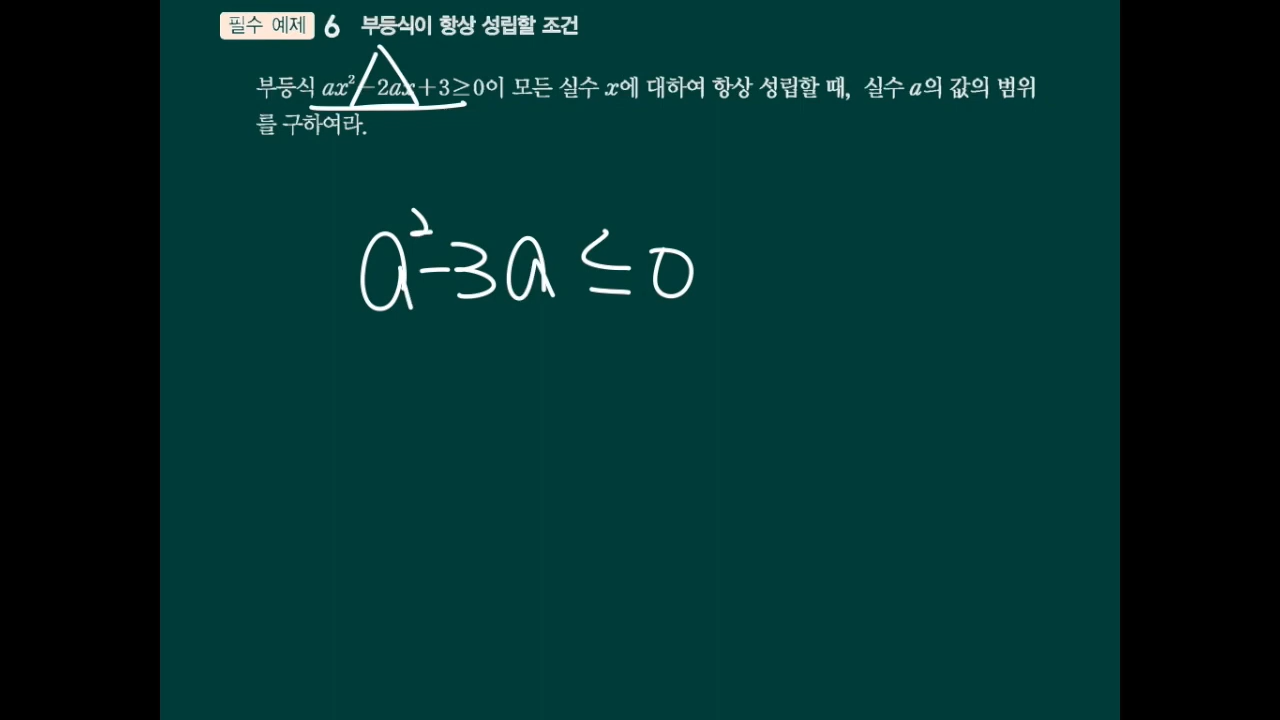 필수 예제 6 부등식이 항상 성립할 조건
부등식 ax²-2ax+3≥0이 모든 실수 x에 대하여 항상 성립할 때, 실수 a의 값의 범위
를 구하여라.
a²-3a≤0